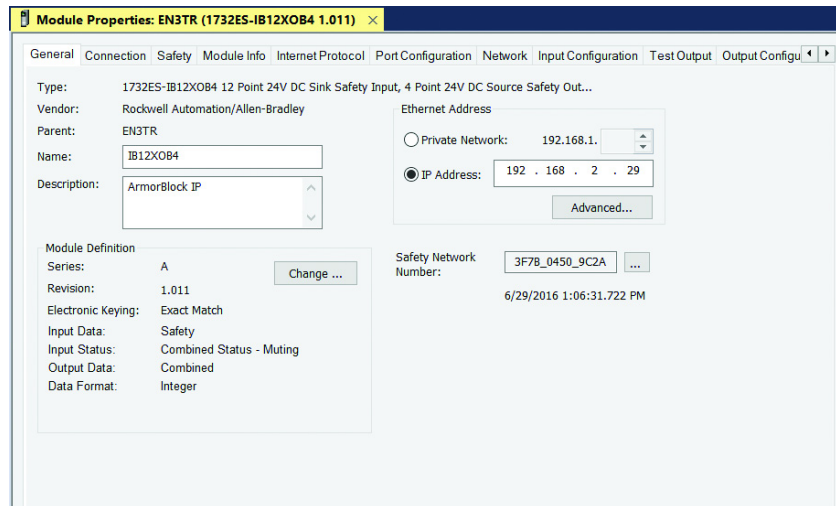 Module Properties: EN3TR (1732ES-IB12XOB4 1.011) ×
General Connection Safety Module Info Internet Protocol Port Configuration Network Input Configuration Test Output Output Configu
Type: 1732ES-IB12XOB4 12 Point 24V DC Sink Safety Input, 4 Point 24V DC Source Safety Out...
Vendor: Rockwell Automation/Allen-Bradley
Parent: EN3TR
Name: IB12XOB4
Description: ArmorBlock IP
Ethernet Address
Private Network: 192.168.1.
IP Address: 192 . 168 . 2 . 29
Advanced...
Module Definition
Series: A
Change ...
Revision: 1.011
Electronic Keying: Exact Match
Input Data: Safety
Input Status: Combined Status - Muting
Output Data: Combined
Data Format: Integer
Safety Network
Number:
3F7B_0450_9C2A ...
6/29/2016 1:06:31.722 PM